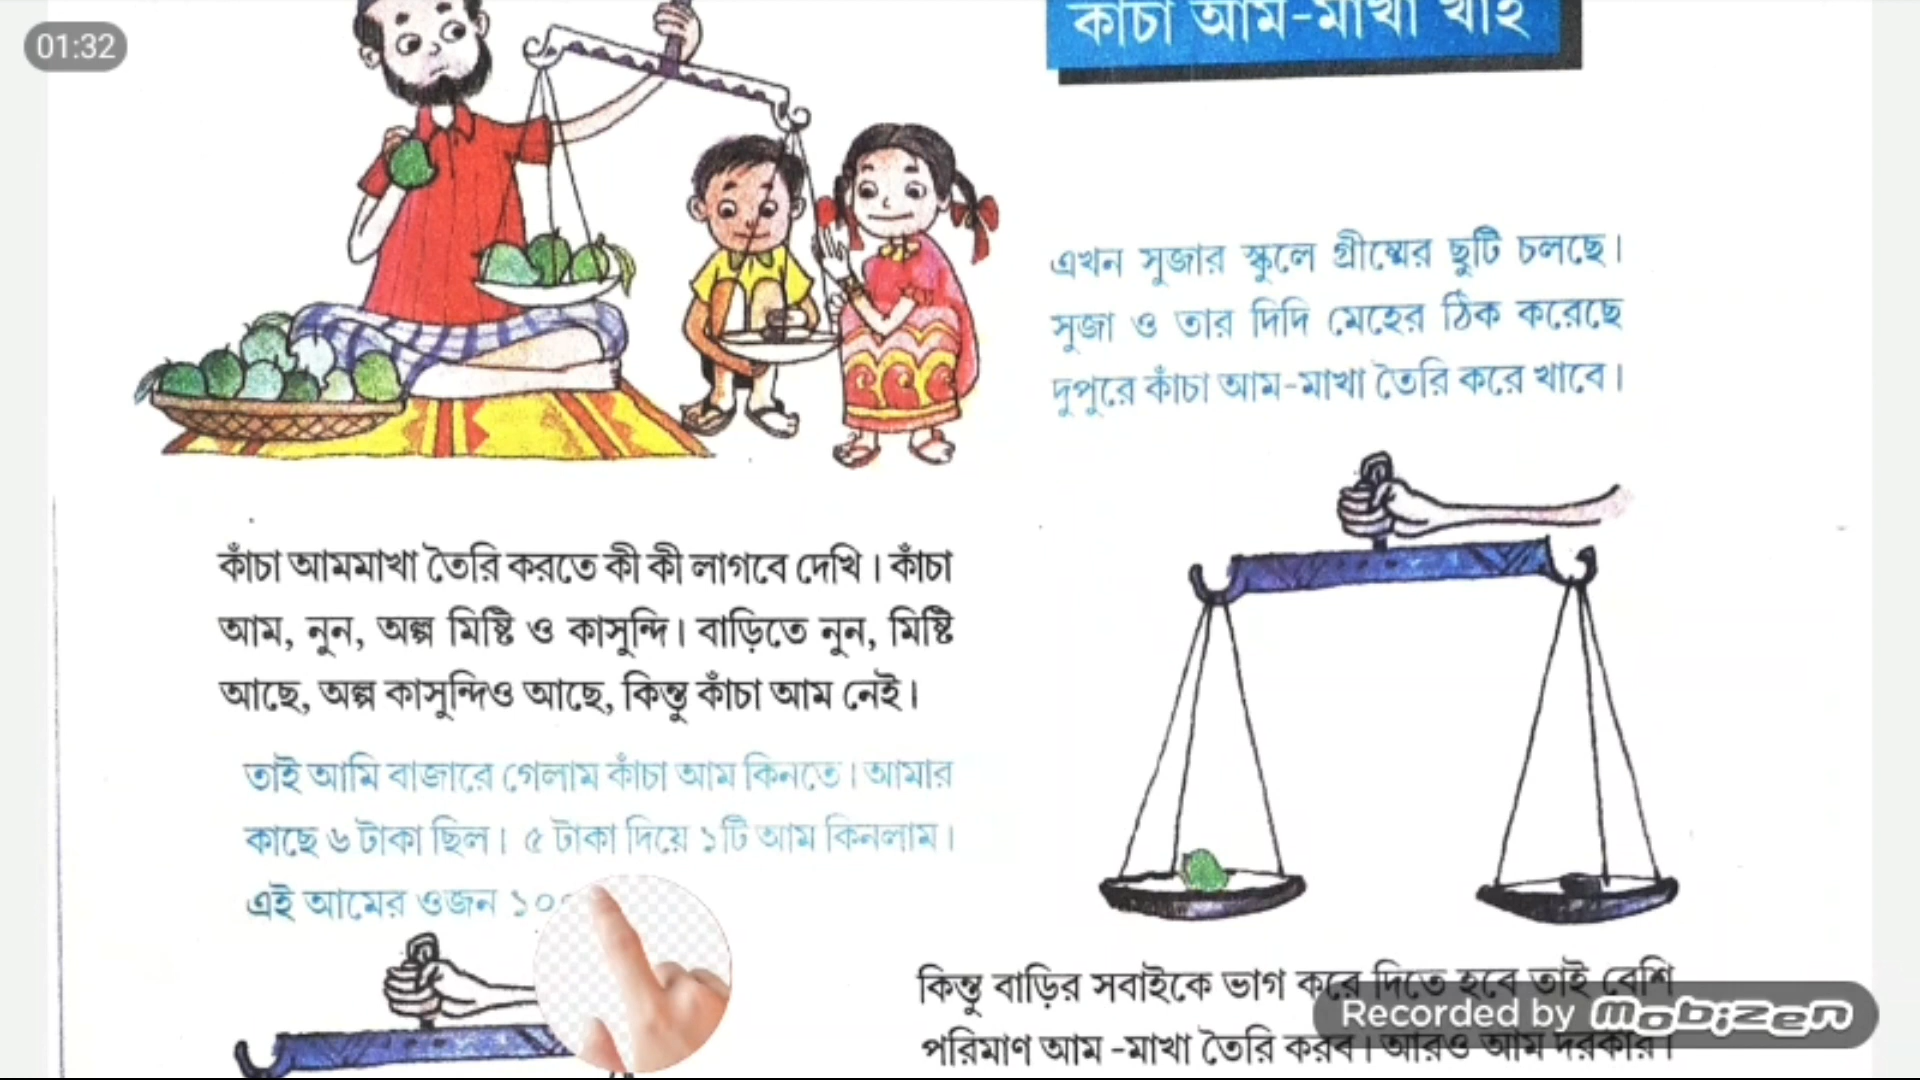 01:32
কাঁচা আম-মাখা খাই
এখন সুজার স্কুলে গ্রীষ্মের ছুটি চলছে।
সুজা ও তার দিদি মেহের ঠিক করেছে
দুপুরে কাঁচা আম-মাখা তৈরি করে খাবে।
কাঁচা আমমাখা তৈরি করতে কী কী লাগবে দেখি। কাঁচা
আম, নুন, অল্প মিষ্টি ও কাসুন্দি। বাড়িতে নুন, মিষ্টি
আছে, অল্প কাসুন্দিও আছে, কিন্তু কাঁচা আম নেই।
তাই আমি বাজারে গেলাম কাঁচা আম কিনতে। আমার
কাছে ৬ টাকা ছিল। ৫ টাকা দিয়ে ১টি আম কিনলাম।
এই আমের ওজন ১০০
কিন্তু বাড়ির সবাইকে ভাগ করে দিতে হবে তাই বেশি
পরিমাণ আম -মাখা তৈরি করব। আরও আম দরকার।
Recorded by mobizen